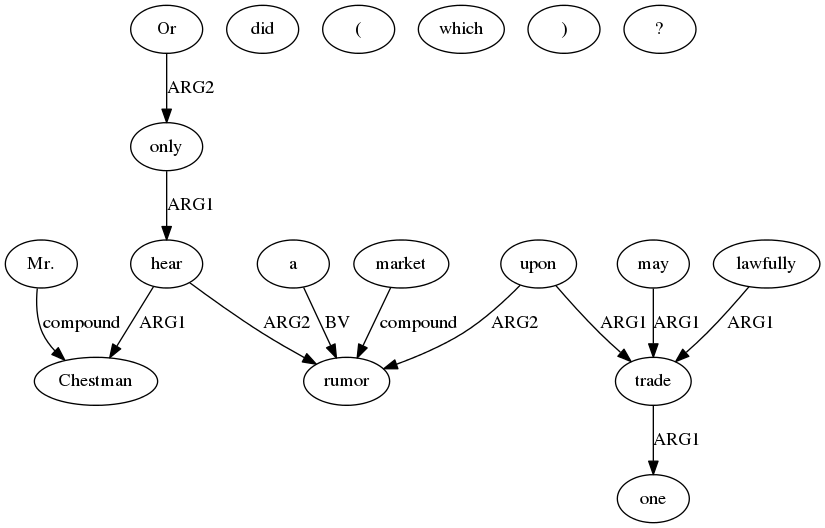 Or did ( which ) ?
ARG2
only
ARG1
Mr. hear a market upon may lawfully
compound ARG1 ARG2 BV compound ARG2 ARG1 ARG1 ARG1
Chestman rumor trade
ARG1
one